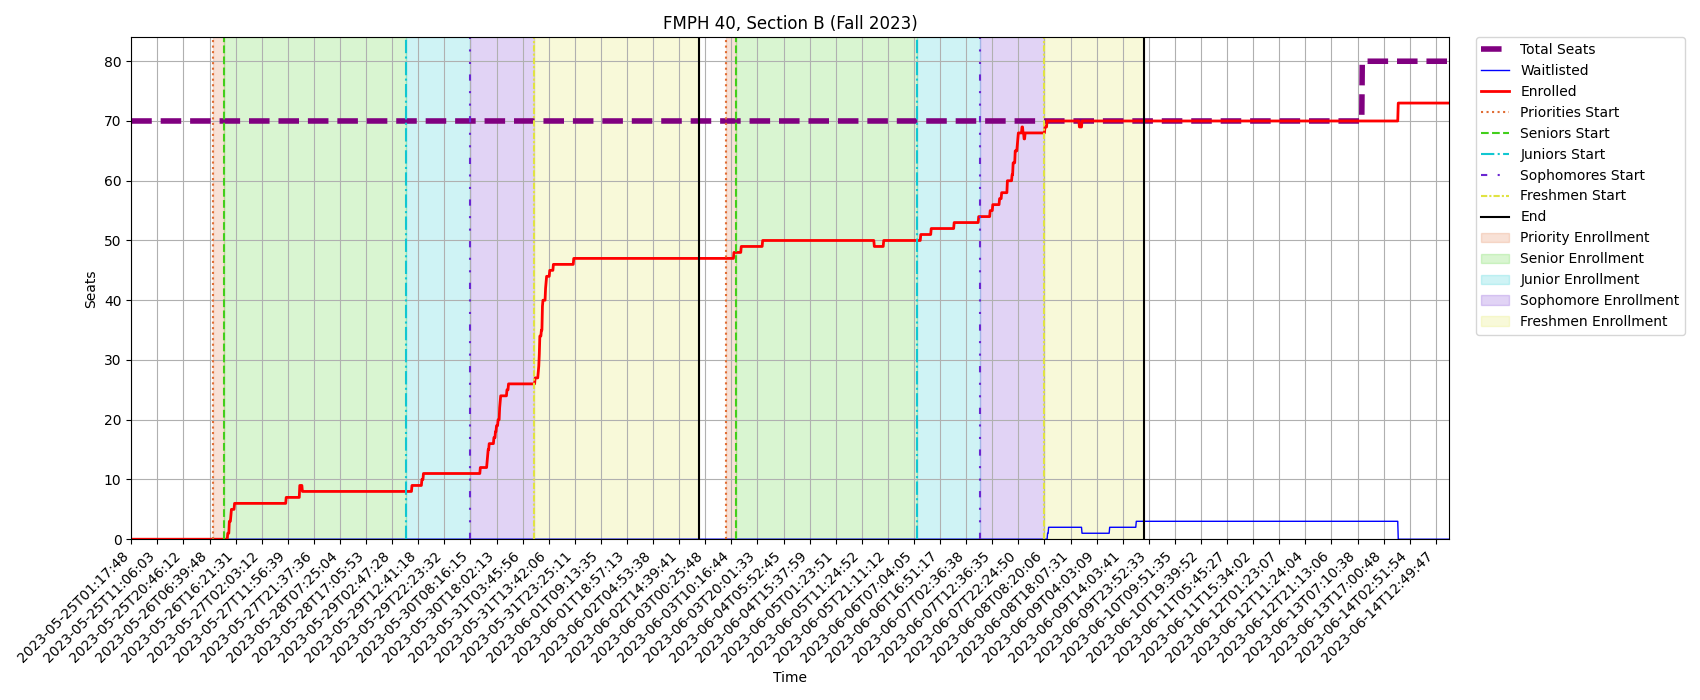 FMPH 40, Section B (Fall 2023)
80
70
60
50
40
30
20
10
0
Seats
2023-05-25T01:17:48
2023-05-25T11:06:03
2023-05-25T20:46:12
2023-05-26T06:39:48
2023-05-26T16:21:31
2023-05-27T02:03:12
2023-05-27T11:56:39
2023-05-27T21:37:36
2023-05-28T07:25:04
2023-05-28T17:05:53
2023-05-29T02:47:28
2023-05-29T12:41:18
2023-05-29T22:23:32
2023-05-30T08:16:15
2023-05-30T18:02:13
2023-05-31T03:45:56
2023-05-31T13:42:06
2023-05-31T23:25:11
2023-06-01T09:13:35
2023-06-01T18:57:13
2023-06-02T04:53:38
2023-06-02T14:39:41
2023-06-03T00:25:48
2023-06-03T10:16:44
2023-06-03T20:01:33
2023-06-04T05:52:45
2023-06-04T15:37:59
2023-06-05T01:23:51
2023-06-05T11:24:52
2023-06-05T21:11:12
2023-06-06T07:04:05
2023-06-06T16:51:17
2023-06-07T02:36:38
2023-06-07T12:36:35
2023-06-07T22:24:50
2023-06-08T08:20:06
2023-06-08T18:07:31
2023-06-09T04:03:09
2023-06-09T14:03:41
2023-06-09T23:52:33
2023-06-10T09:51:35
2023-06-10T19:39:52
2023-06-11T05:45:27
2023-06-11T15:34:02
2023-06-12T01:23:07
2023-06-12T11:24:04
2023-06-12T21:13:06
2023-06-13T07:10:38
2023-06-13T17:00:48
2023-06-14T02:51:54
2023-06-14T12:49:47
Time
Total Seats
Waitlisted
Enrolled
Priorities Start
Seniors Start
Juniors Start
Sophomores Start
Freshmen Start
End
Priority Enrollment
Senior Enrollment
Junior Enrollment
Sophomore Enrollment
Freshmen Enrollment